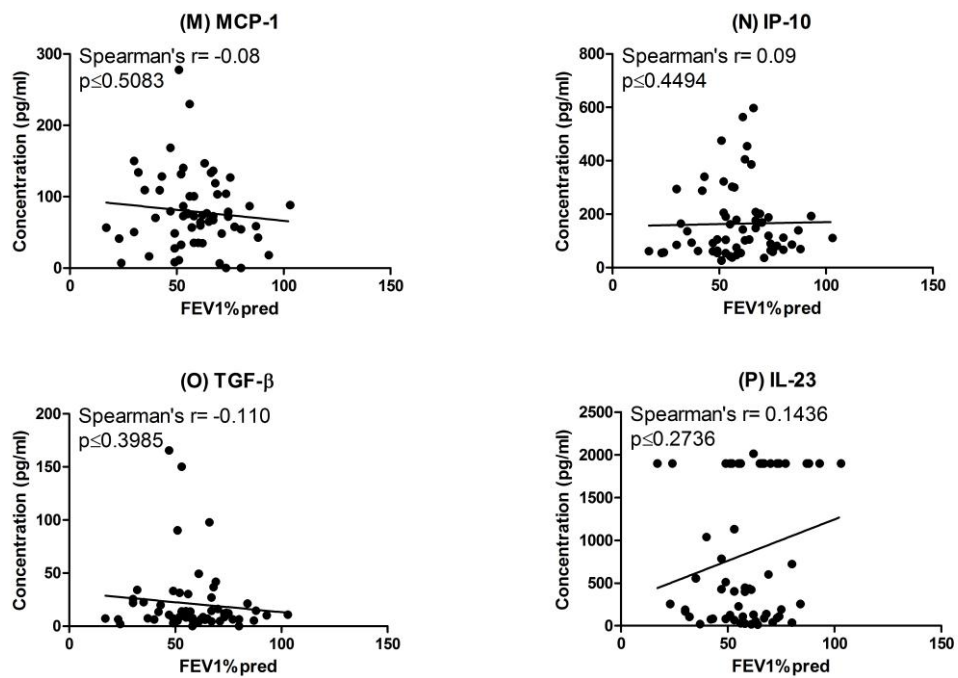 (M) MCP-1
Spearman's r= -0.08
p≤0.5083
Concentration (pg/ml)
300
200
100
0
0 50 100 150
FEV1%pred
(N) IP-10
Spearman's r= 0.09
p≤0.4494
Concentration (pg/ml)
800
600
400
200
0
0 50 100 150
FEV1%pred
(O) TGF-β
Spearman's r= -0.110
p≤0.3985
Concentration (pg/ml)
200
150
100
50
0
0 50 100 150
FEV1%pred
(P) IL-23
Spearman's r= 0.1436
p≤0.2736
Concentration (pg/ml)
2500
2000
1500
1000
500
0
0 50 100 150
FEV1%pred